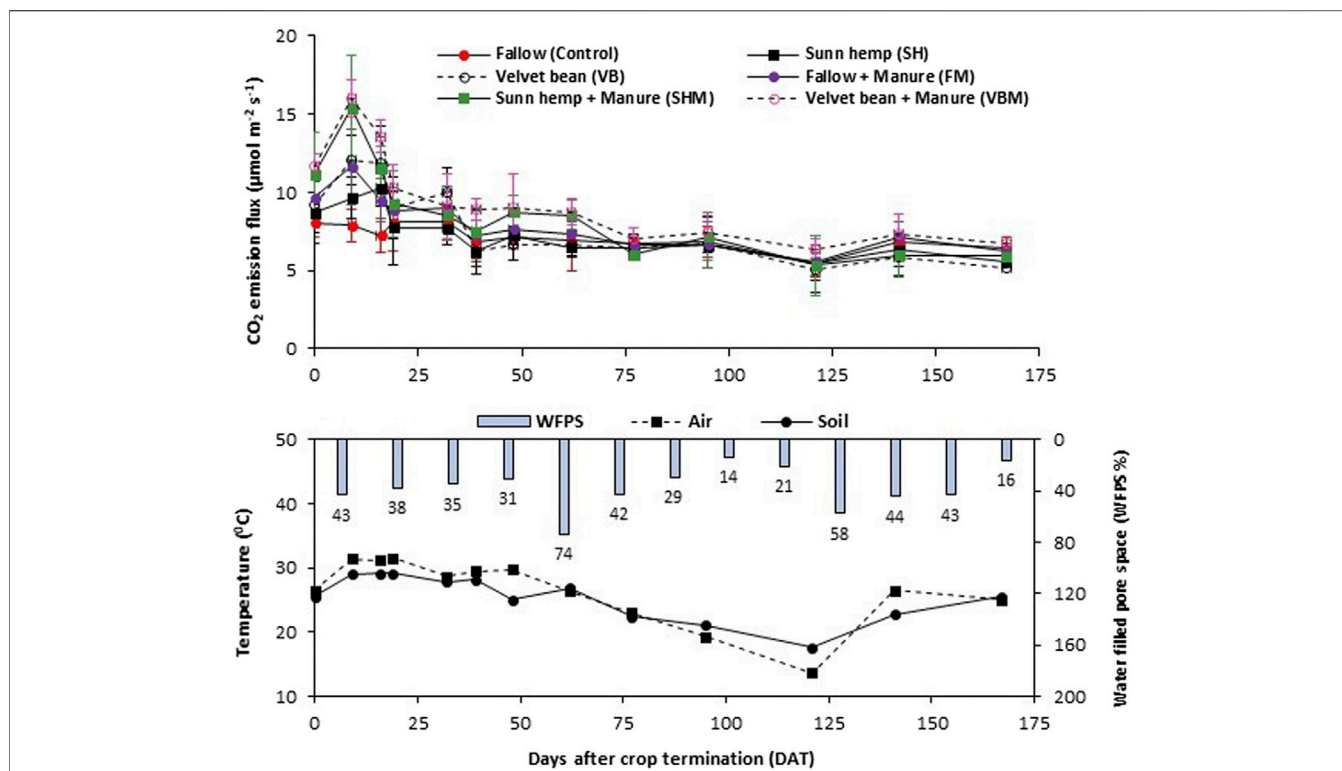 20
15
10
5
0
CO2 emission flux (µmol m-2 s-1)
Fallow (Control)
Sunn hemp (SH)
Velvet bean (VB)
Fallow + Manure (FM)
Sunn hemp + Manure (SHM)
Velvet bean + Manure (VBM)
0 25 50 75 100 125 150 175
WFPS Air Soil
50
40
30
20
10
Temperature (⁰C)
43 38 35 31 74 42 29 14 21 58 44 43 16
0
40
80
120
160
200
Water filled pore space (WFPS%)
0 25 50 75 100 125 150 175
Days after crop termination (DAT)